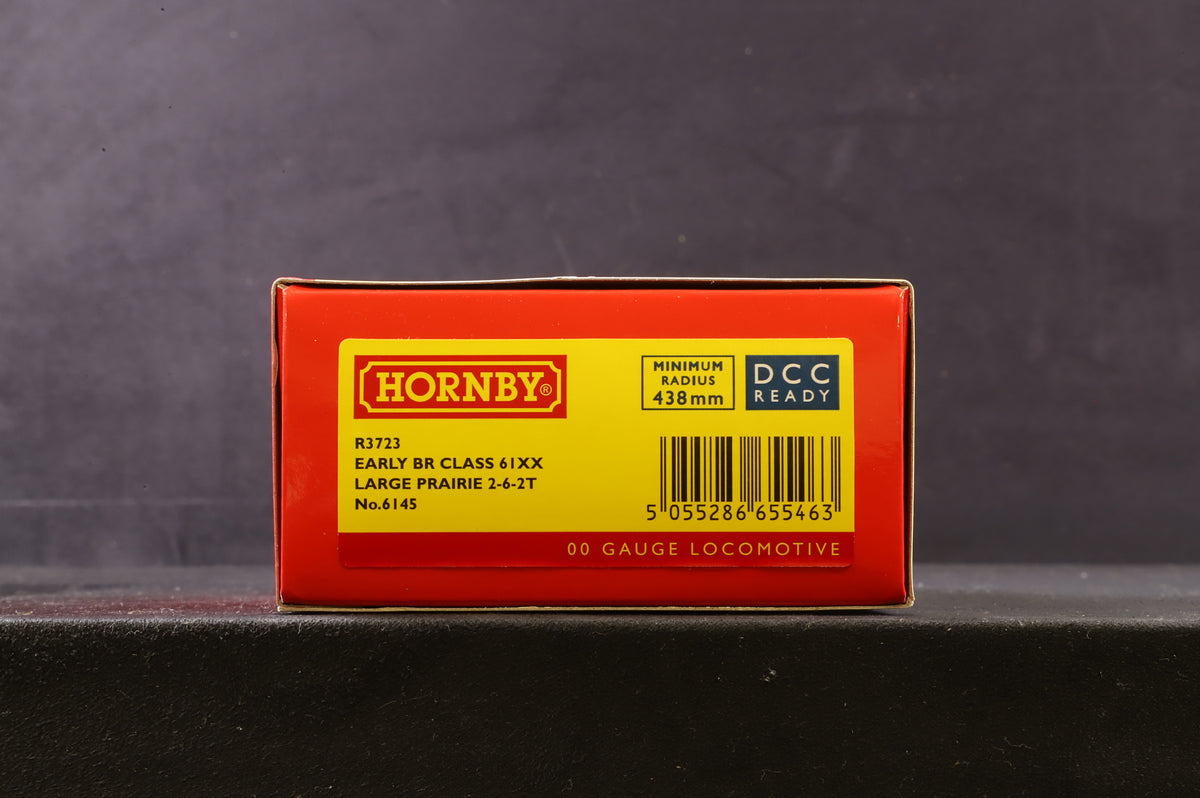 HORNBY®
MINIMUM
RADIUS
438mm
DCC
READY
R3723
EARLY BR CLASS 61XX
LARGE PRAIRIE 2-6-2T
No.6145
5 055286 655463
00 GAUGE LOCOMOTIVE